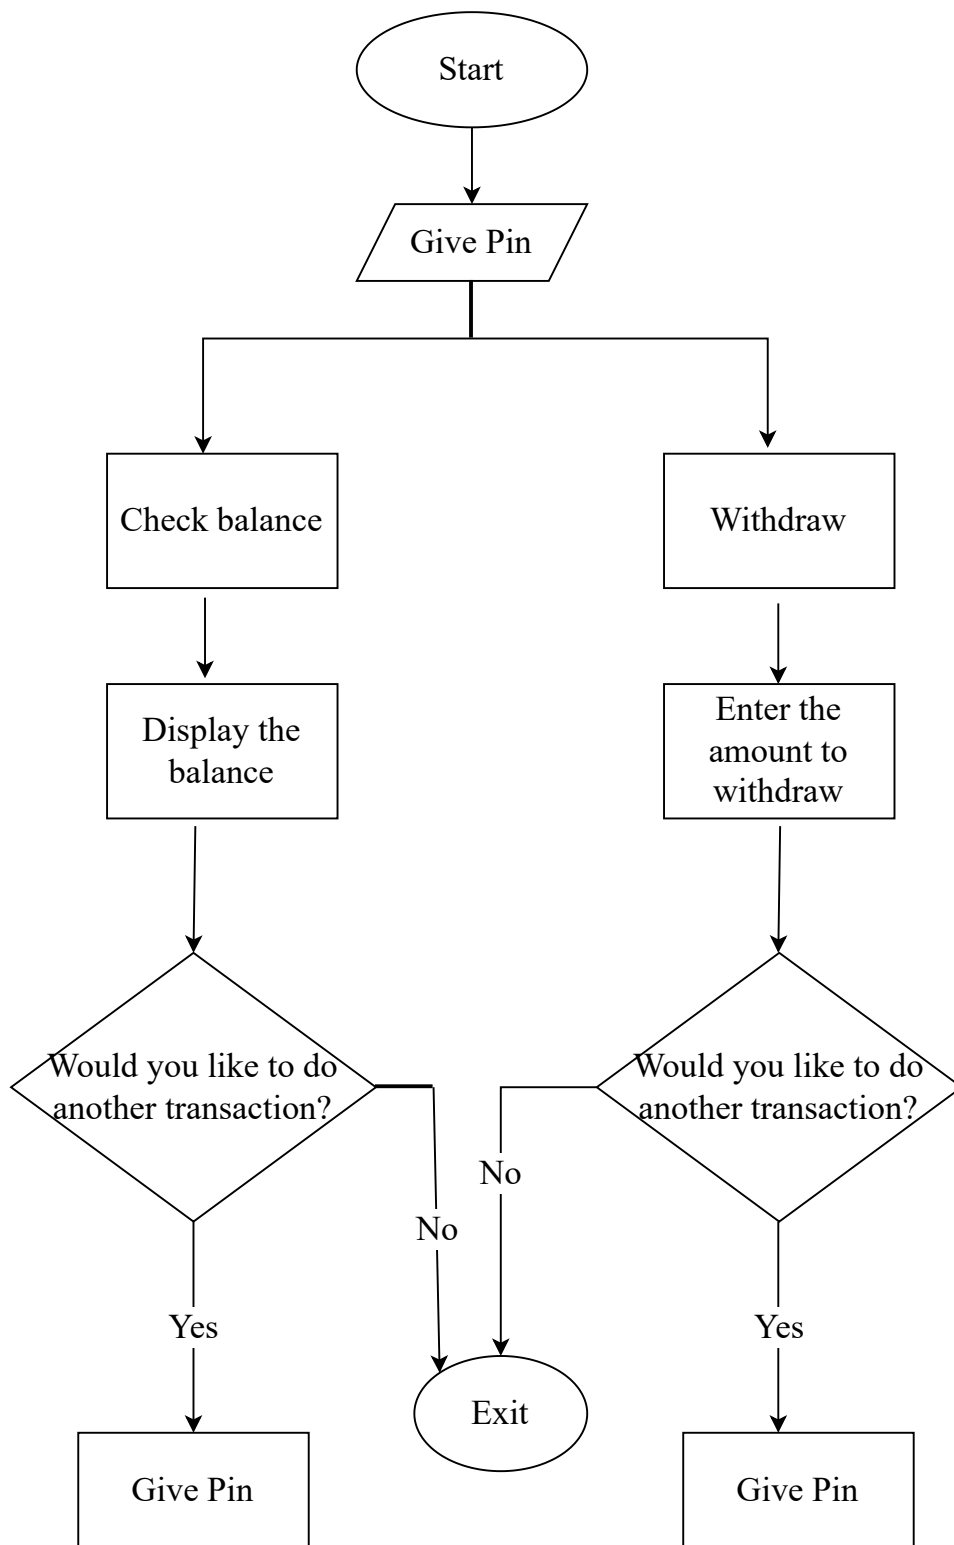 Start
Give Pin
Check balance
Withdraw
Display the
balance
Enter the
amount to
withdraw
Would you like to do
another transaction?
Would you like to do
another transaction?
No
No
Yes
Yes
Exit
Give Pin
Give Pin